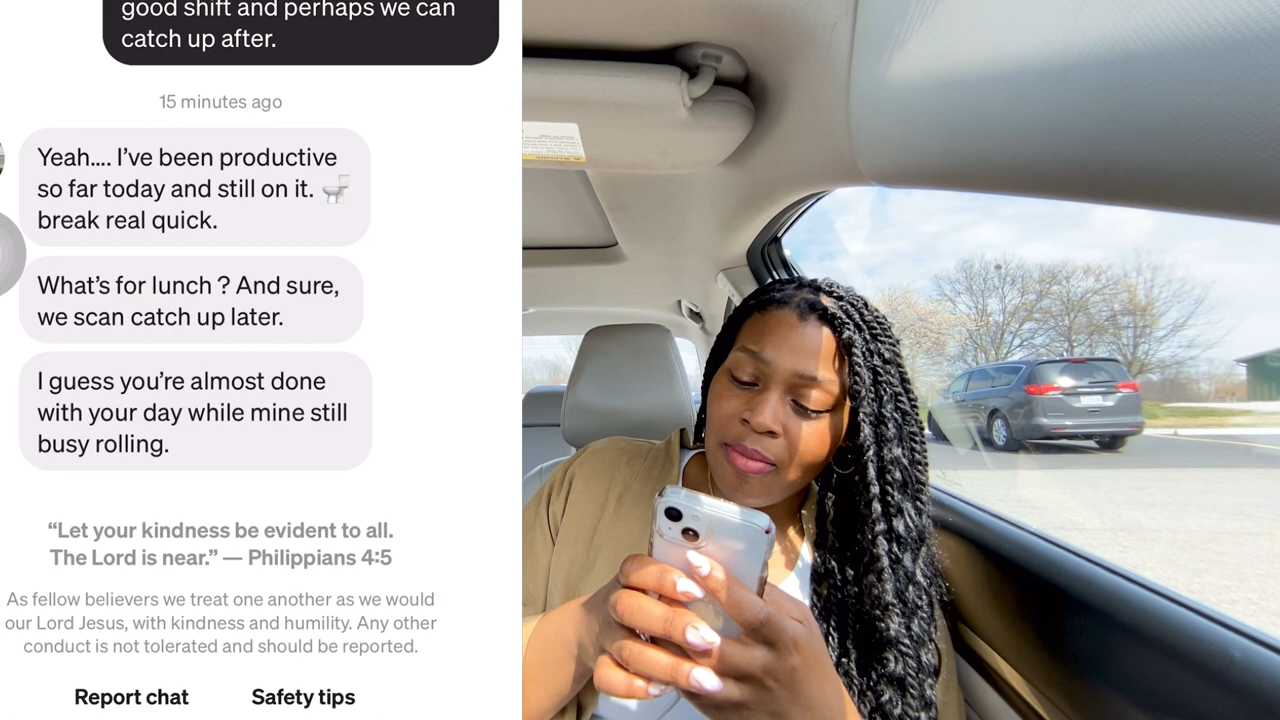 good shift and perhaps we can
catch up after.
15 minutes ago
Yeah.... I've been productive
so far today and still on it. 🚽
break real quick.
What's for lunch ? And sure,
we scan catch up later.
I guess you're almost done
with your day while mine still
busy rolling.
“Let your kindness be evident to all.
The Lord is near.” — Philippians 4:5
As fellow believers we treat one another as we would
our Lord Jesus, with kindness and humility. Any other
conduct is not tolerated and should be reported.
Report chat Safety tips